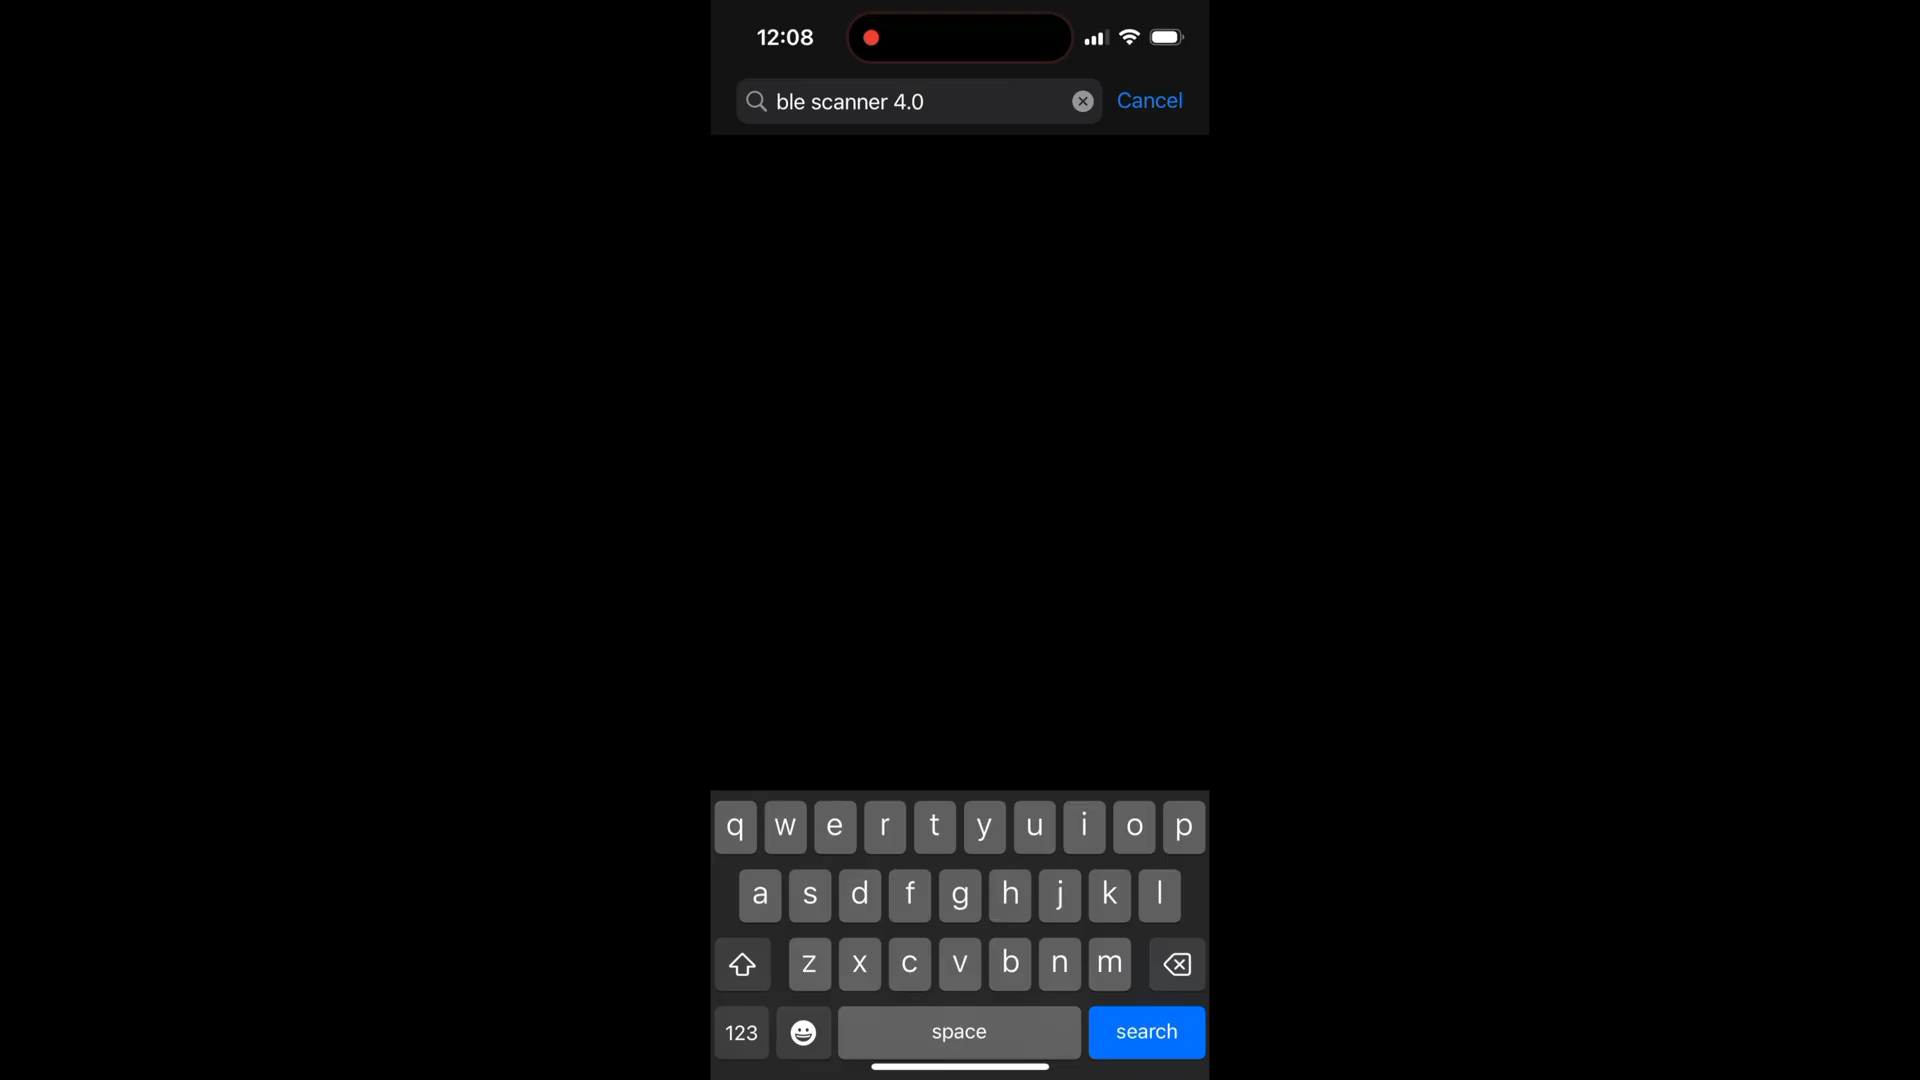 12:08
ble scanner 4.0 Cancel
q w e r t y u i o p
a s d f g h j k l
z x c v b n m
123 space search